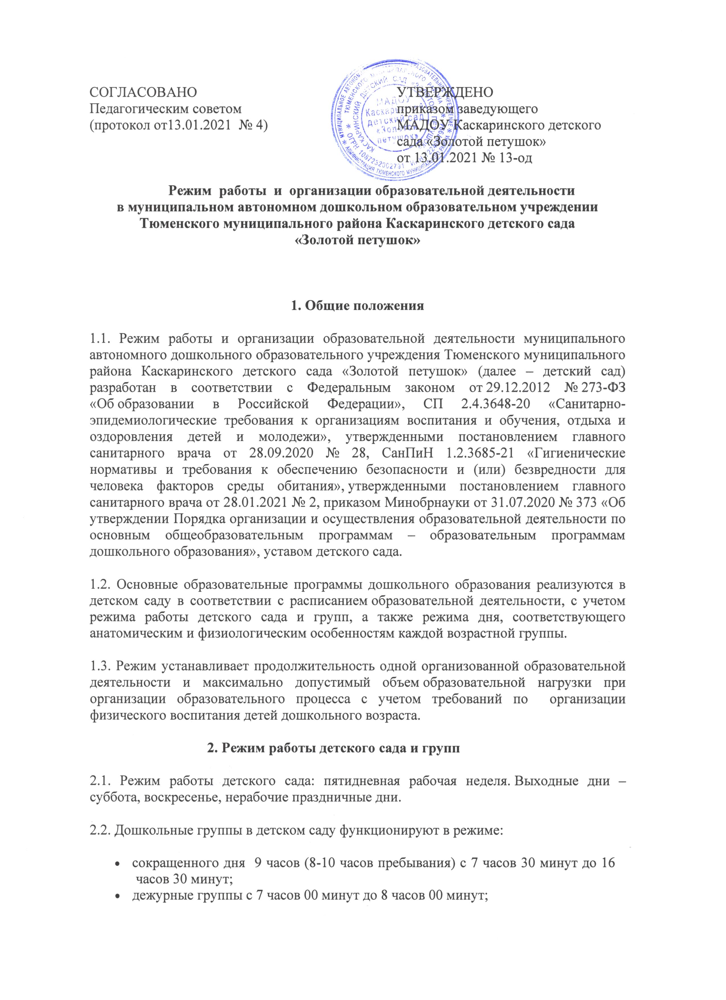 СОГЛАСОВАНО
Педагогическим советом
(протокол от13.01.2021 № 4)
УТВЕРЖДЕНО
приказом заведующего
МАДОУ Каскаринского детского
сада «Золотой петушок»
от 13.01.2021 № 13-од
МАДОУ
Каскаринский
детский сад
«Золотой
петушок»
Режим работы и организации образовательной деятельности
в муниципальном автономном дошкольном образовательном учреждении
Тюменского муниципального района Каскаринского детского сада
«Золотой петушок»
1. Общие положения
1.1. Режим работы и организации образовательной деятельности муниципального
автономного дошкольного образовательного учреждения Тюменского муниципального
района Каскаринского детского сада «Золотой петушок» (далее – детский сад)
разработан в соответствии с Федеральным законом от 29.12.2012 № 273-ФЗ
«Об образовании в Российской Федерации», СП 2.4.3648-20 «Санитарно-
эпидемиологические требования к организациям воспитания и обучения, отдыха и
оздоровления детей и молодежи», утвержденными постановлением главного
санитарного врача от 28.09.2020 № 28, СанПиН 1.2.3685-21 «Гигиенические
нормативы и требования к обеспечению безопасности и (или) безвредности для
человека факторов среды обитания», утвержденными постановлением главного
санитарного врача от 28.01.2021 № 2, приказом Минобрнауки от 31.07.2020 № 373 «Об
утверждении Порядка организации и осуществления образовательной деятельности по
основным общеобразовательным программам – образовательным программам
дошкольного образования», уставом детского сада.
1.2. Основные образовательные программы дошкольного образования реализуются в
детском саду в соответствии с расписанием образовательной деятельности, с учетом
режима работы детского сада и групп, а также режима дня, соответствующего
анатомическим и физиологическим особенностям каждой возрастной группы.
1.3. Режим устанавливает продолжительность одной организованной образовательной
деятельности и максимально допустимый объем образовательной нагрузки при
организации образовательного процесса с учетом требований по организации
физического воспитания детей дошкольного возраста.
2. Режим работы детского сада и групп
2.1. Режим работы детского сада: пятидневная рабочая неделя. Выходные дни –
суббота, воскресенье, нерабочие праздничные дни.
2.2. Дошкольные группы в детском саду функционируют в режиме:
• сокращенного дня 9 часов (8-10 часов пребывания) с 7 часов 30 минут до 16
часов 30 минут;
• дежурные группы с 7 часов 00 минут до 8 часов 00 минут;